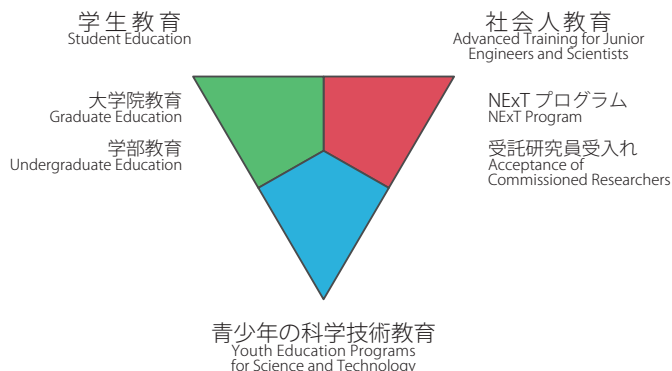 学生教育
Student Education
大学院教育
Graduate Education
学部教育
Undergraduate Education
社会人教育
Advanced Training for Junior
Engineers and Scientists
NExT プログラム
NExT Program
受託研究員受入れ
Acceptance of
Commissioned Researchers
青少年の科学技術教育
Youth Education Programs
for Science and Technology